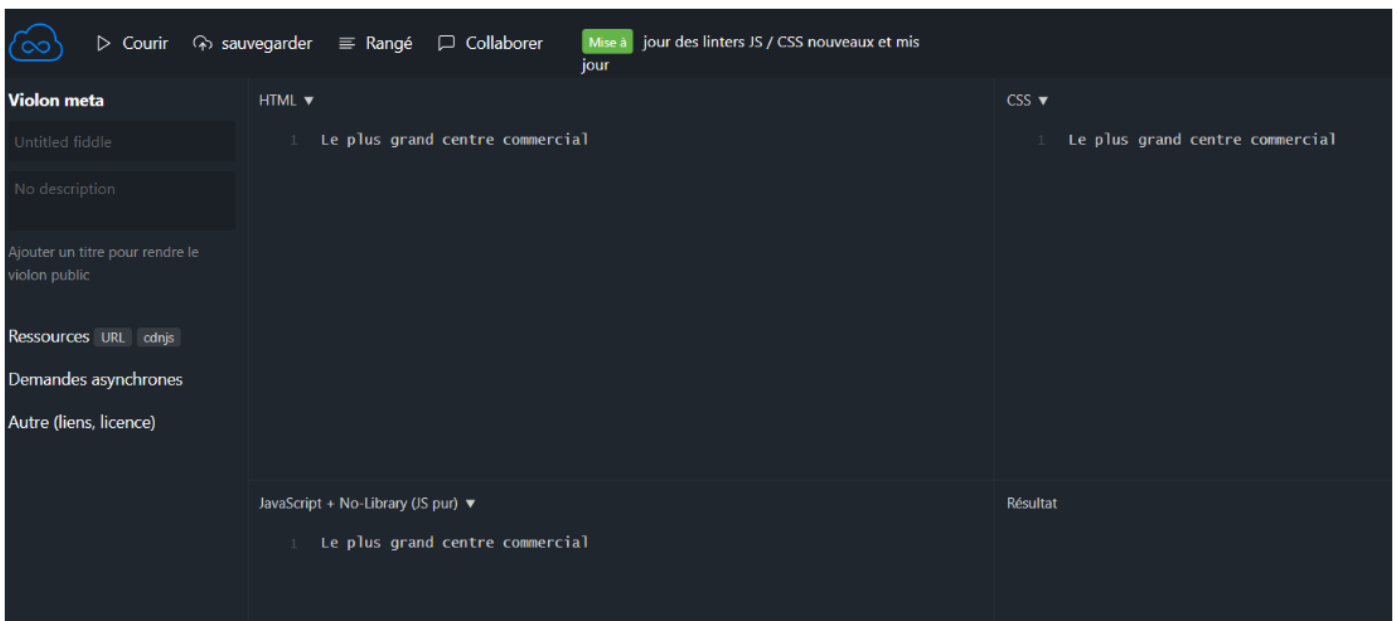 Courir sauvegarder Rangé Collaborer Mise à jour des linters JS / CSS nouveaux et mis
jour
Violon meta
Untitled fiddle
No description
Ajouter un titre pour rendre le
violon public
Ressources URL cdnjs
Demandes asynchrones
Autre (liens, licence)
HTML ▼
1 Le plus grand centre commercial
CSS ▼
1 Le plus grand centre commercial
JavaScript + No-Library (JS pur) ▼
1 Le plus grand centre commercial
Résultat